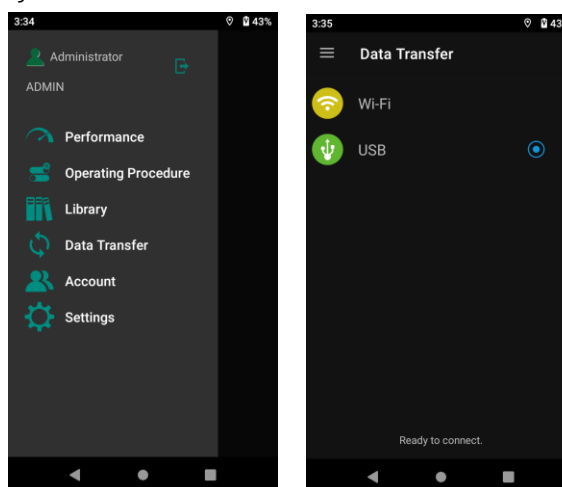 3:34
43%
Administrator
ADMIN
Performance
Operating Procedure
Library
Data Transfer
Account
Settings
3:35
43
Data Transfer
Wi-Fi
USB
Ready to connect.